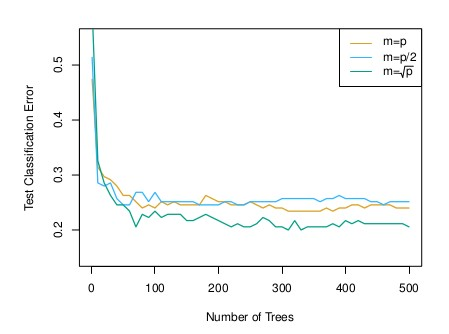 m=p
m=p/2
m=√p
Test Classification Error
0.5
0.4
0.3
0.2
0 100 200 300 400 500
Number of Trees